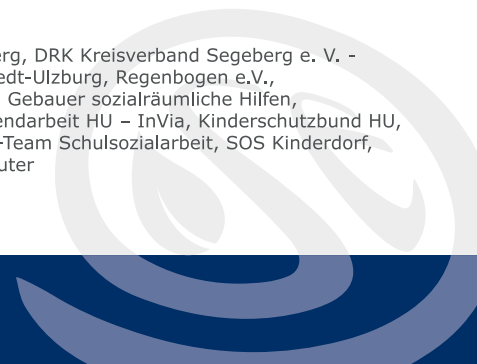 erg, DRK Kreisverband Segeberg e. V. -
edt-Ulzburg, Regenbogen e.V.,
Gebauer sozialräumliche Hilfen,
endarbeit HU – InVia, Kinderschutzbund HU,
-Team Schulsozialarbeit, SOS Kinderdorf,
uter